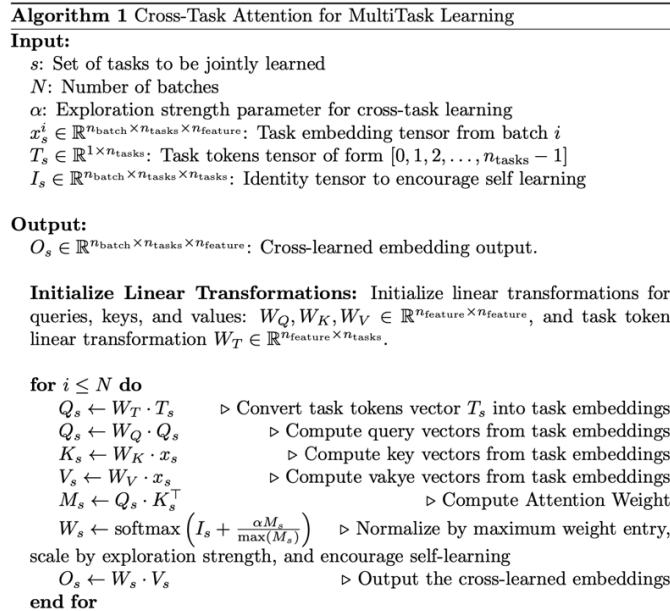 Algorithm 1 Cross-Task Attention for MultiTask Learning
Input:
s: Set of tasks to be jointly learned
N: Number of batches
α: Exploration strength parameter for cross-task learning
x_s^i ∈ ℝ^{n_batch×n_tasks×n_feature}: Task embedding tensor from batch i
T_s ∈ ℝ^{1×n_tasks}: Task tokens tensor of form [0, 1, 2, . . . , n_tasks − 1]
I_s ∈ ℝ^{n_batch×n_tasks×n_tasks}: Identity tensor to encourage self learning
Output:
O_s ∈ ℝ^{n_batch×n_tasks×n_feature}: Cross-learned embedding output.
Initialize Linear Transformations: Initialize linear transformations for
queries, keys, and values: W_Q, W_K, W_V ∈ ℝ^{n_feature×n_feature}, and task token
linear transformation W_T ∈ ℝ^{n_feature×n_tasks}.
for i ≤ N do
Q_s ← W_T · T_s ▷ Convert task tokens vector T_s into task embeddings
Q_s ← W_Q · Q_s ▷ Compute query vectors from task embeddings
K_s ← W_K · x_s ▷ Compute key vectors from task embeddings
V_s ← W_V · x_s ▷ Compute vakye vectors from task embeddings
M_s ← Q_s · K_s^⊤ ▷ Compute Attention Weight
W_s ← softmax (I_s + αM_s / max(M_s)) ▷ Normalize by maximum weight entry,
scale by exploration strength, and encourage self-learning
O_s ← W_s · V_s ▷ Output the cross-learned embeddings
end for